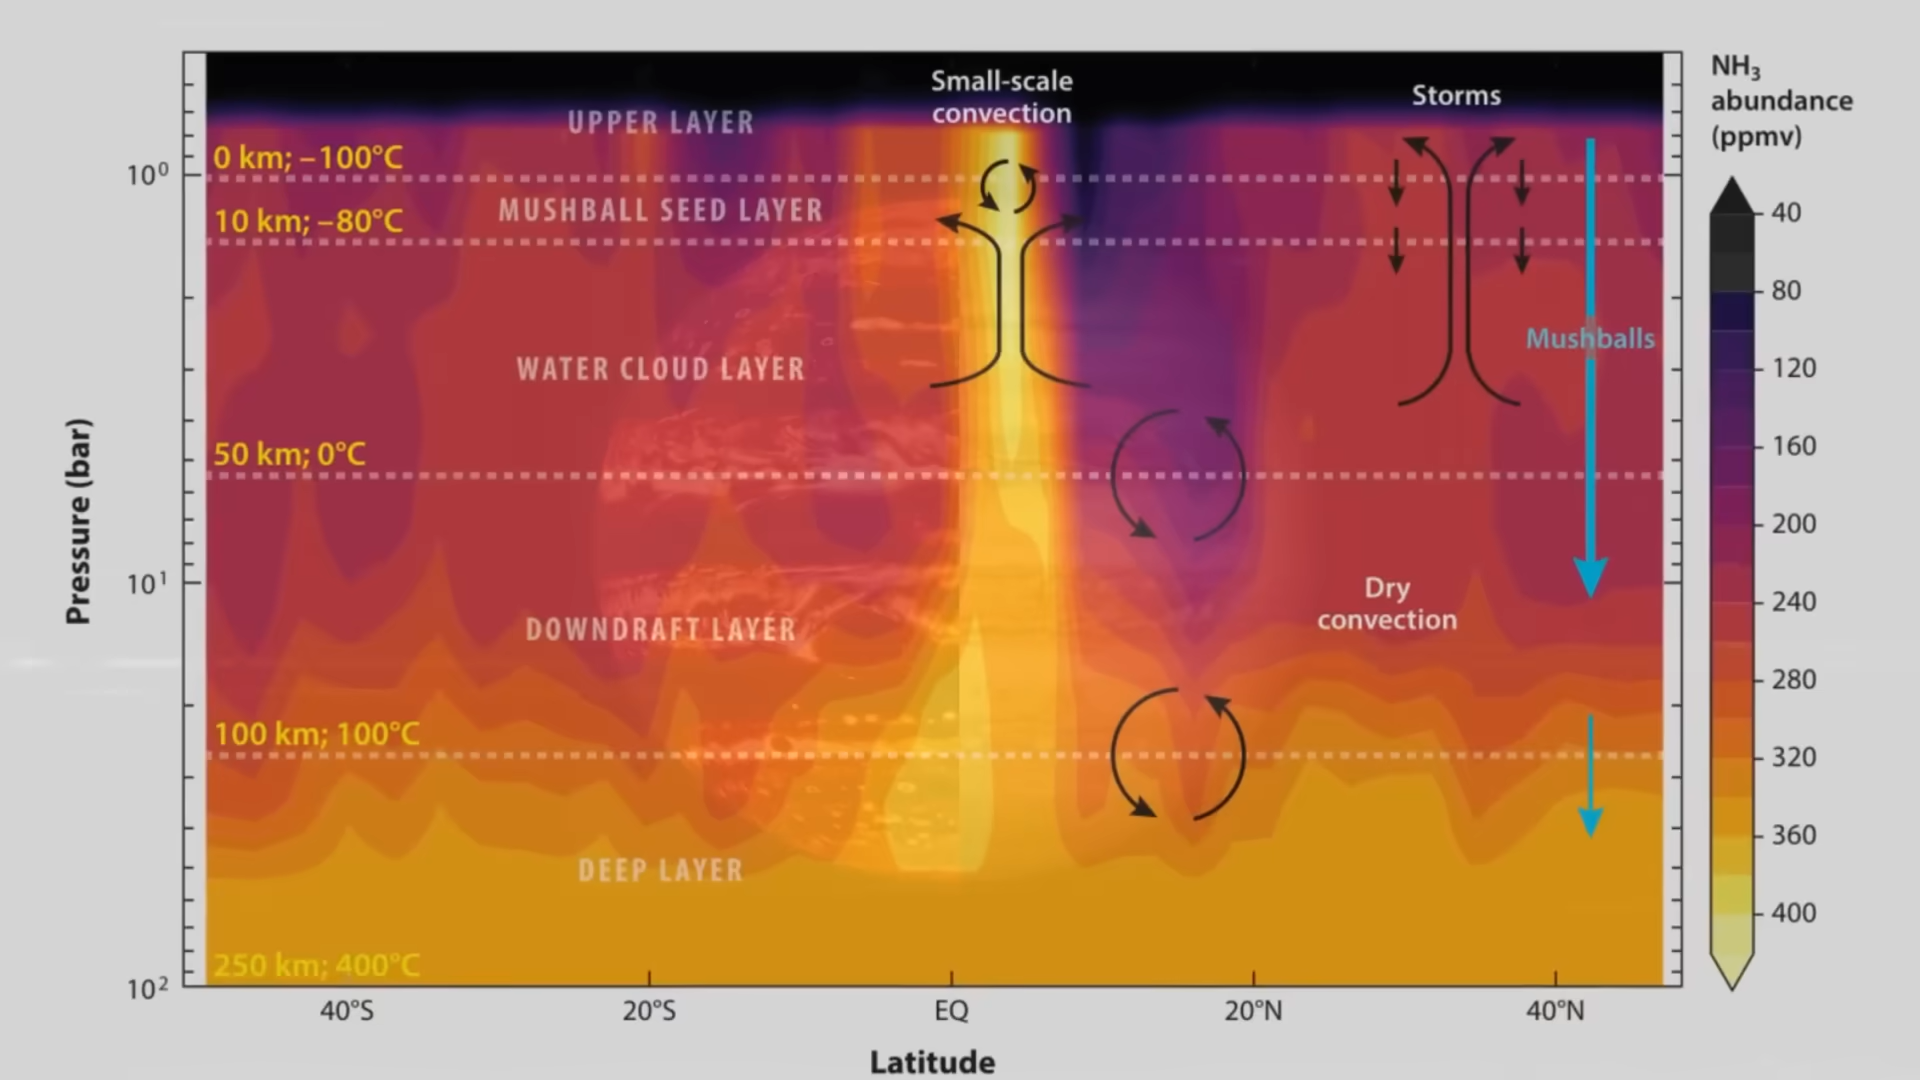 Small-scale
convection
Storms
NH₃
abundance
(ppmv)
UPPER LAYER
0 km; –100°C
10⁰
MUSHBALL SEED LAYER
10 km; –80°C
40
80
Mushballs
WATER CLOUD LAYER
120
160
50 km; 0°C
200
Pressure (bar)
10¹
Dry
convection
240
DOWNDRAFT LAYER
280
100 km; 100°C
320
360
DEEP LAYER
400
250 km; 400°C
10²
40°S
20°S
EQ
20°N
40°N
Latitude